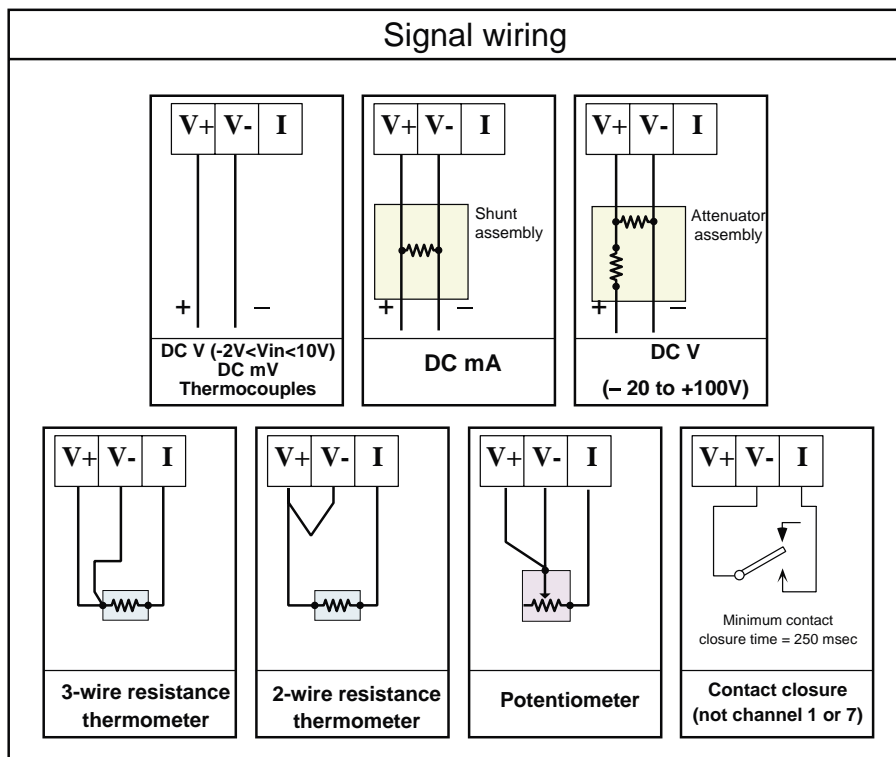 Signal wiring
V+ V- I
+ –
DC V (-2V<Vin<10V)
DC mV
Thermocouples
V+ V- I
Shunt
assembly
+ –
DC mA
V+ V- I
Attenuator
assembly
+ –
DC V
(– 20 to +100V)
V+ V- I
3-wire resistance
thermometer
V+ V- I
2-wire resistance
thermometer
V+ V- I
Potentiometer
V+ V- I
Minimum contact
closure time = 250 msec
Contact closure
(not channel 1 or 7)